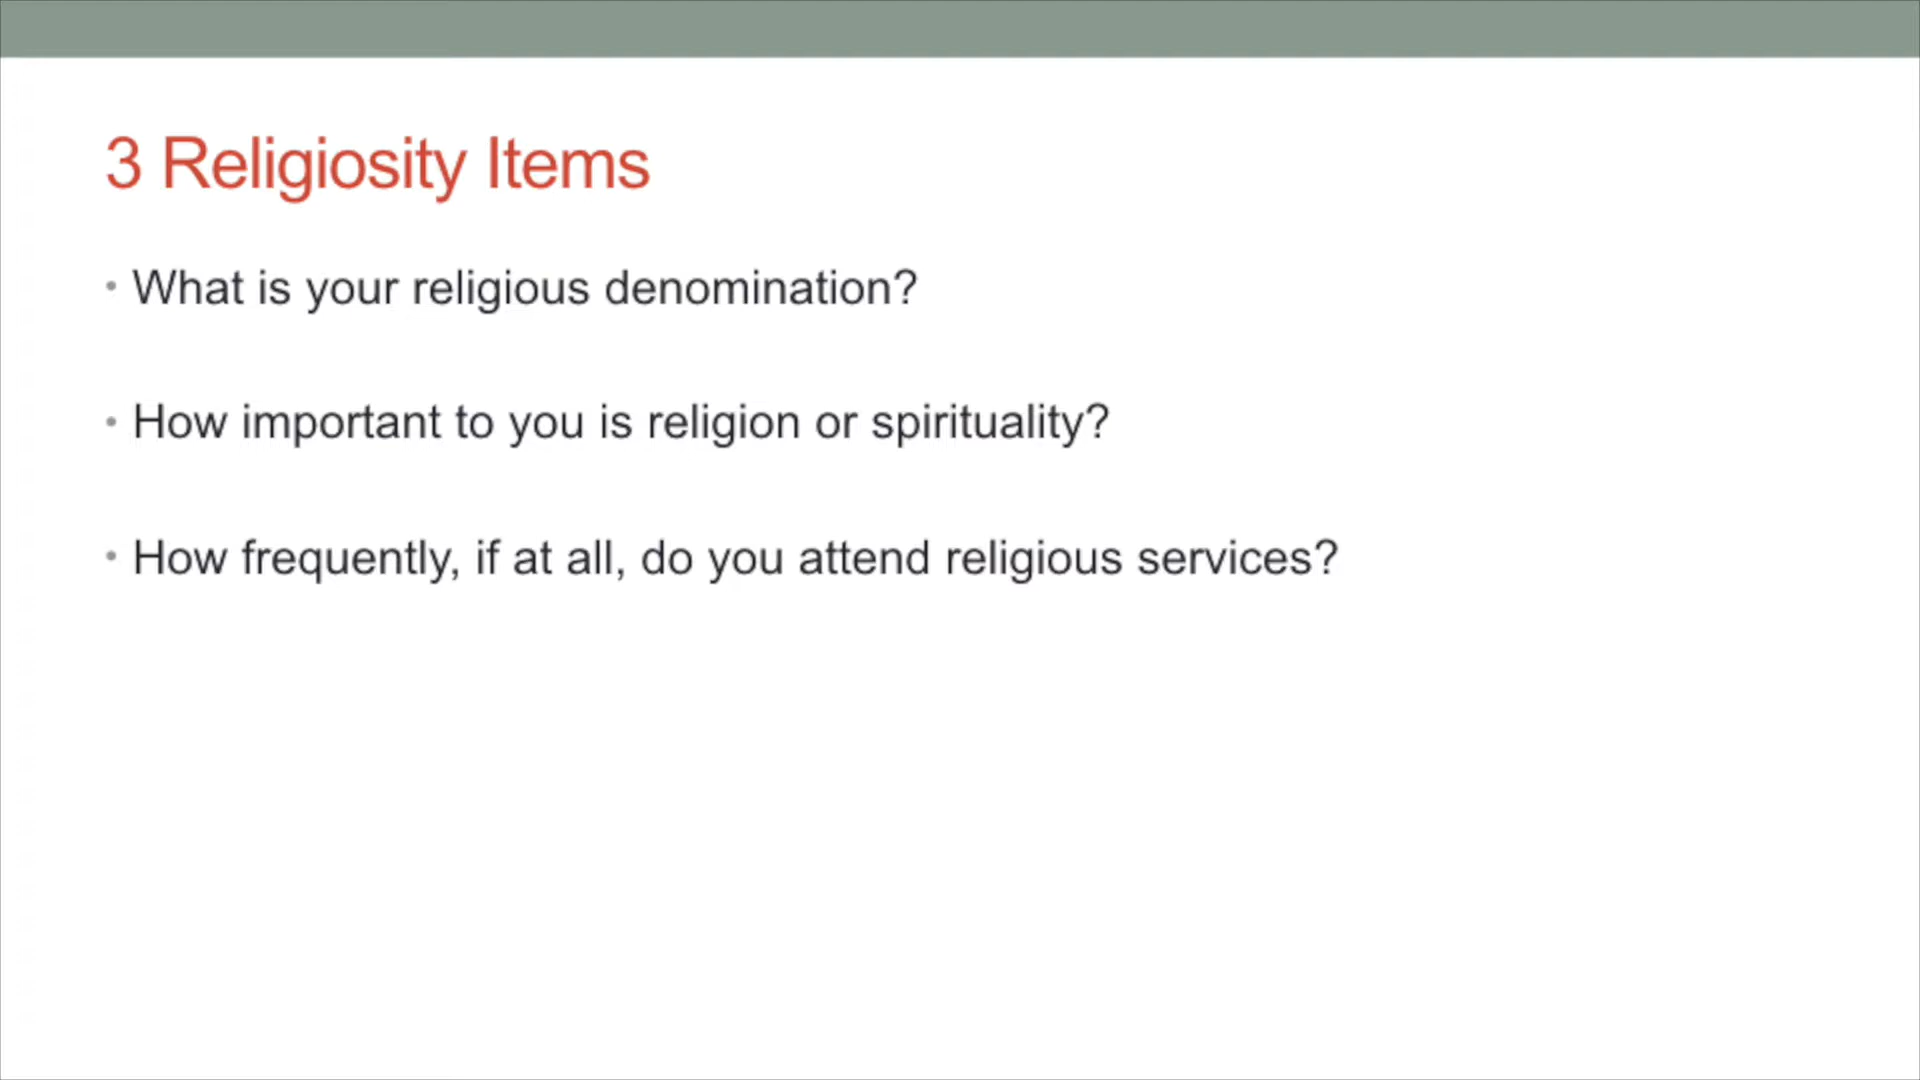 3 Religiosity Items
• What is your religious denomination?
• How important to you is religion or spirituality?
• How frequently, if at all, do you attend religious services?